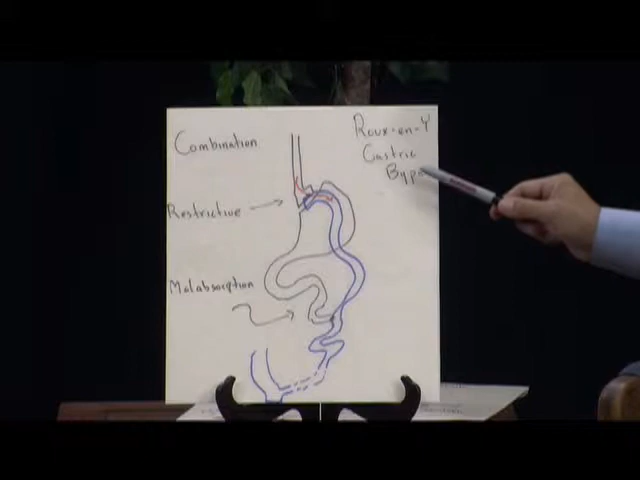 Combination
Roux-en-Y
Gastric
Restrictive
Malabsorption